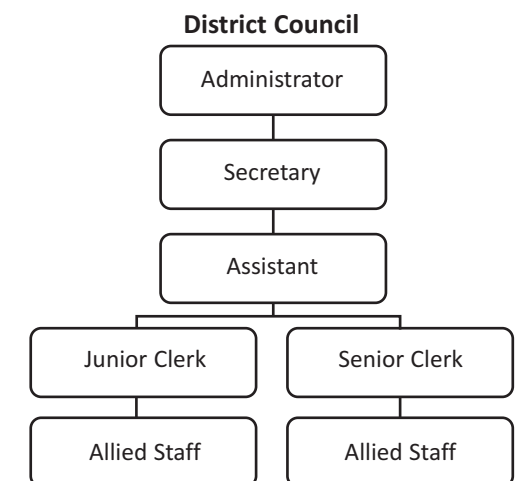 District Council
Administrator
Secretary
Assistant
Junior Clerk
Senior Clerk
Allied Staff
Allied Staff